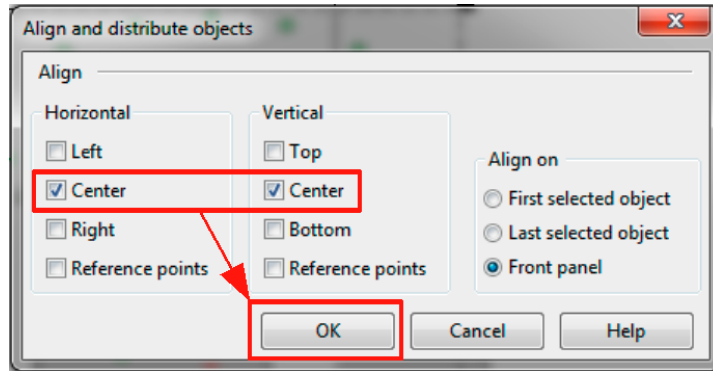 Align and distribute objects
x
Align
Horizontal
Left
Center
Right
Reference points
Vertical
Top
Center
Bottom
Reference points
Align on
First selected object
Last selected object
Front panel
OK
Cancel
Help